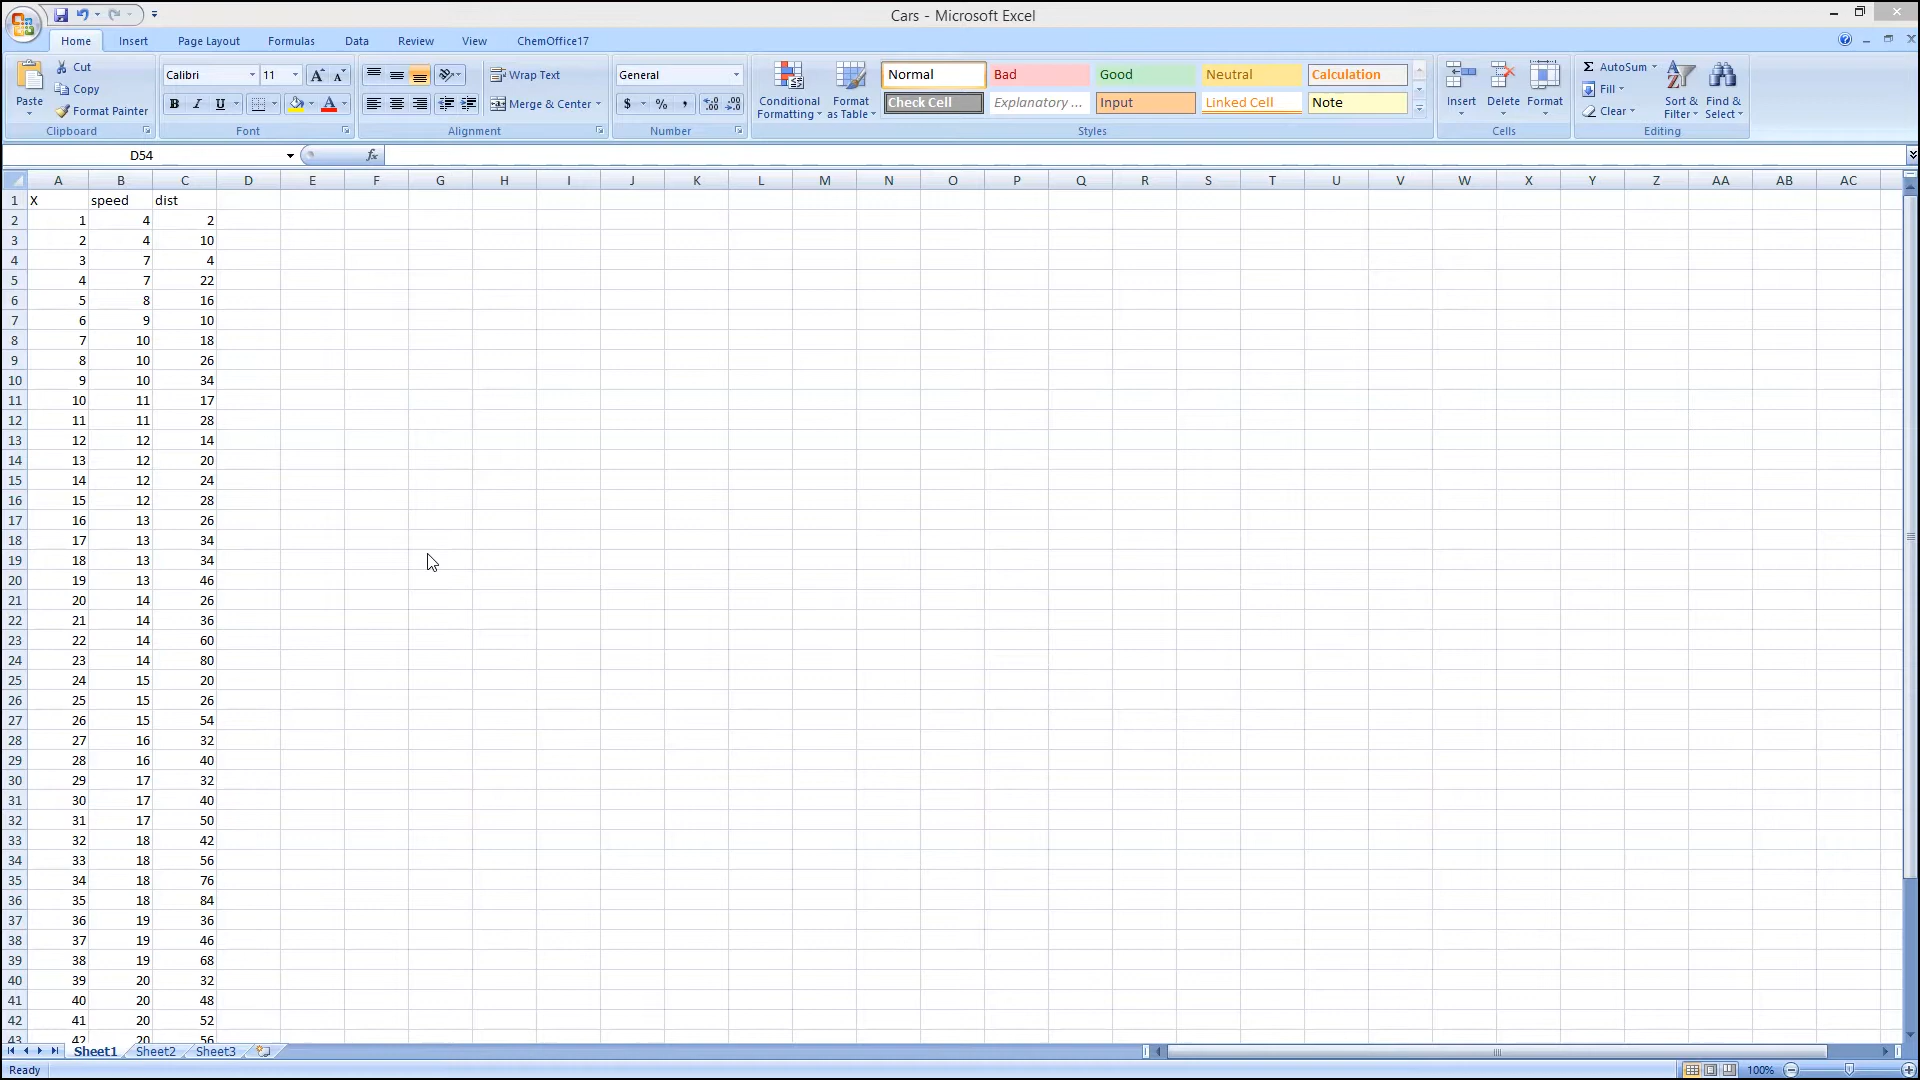 Cars - Microsoft Excel
Home Insert Page Layout Formulas Data Review View ChemOffice17
Paste Cut Copy Format Painter Clipboard
Calibri 11 B I U Font
Wrap Text Merge & Center Alignment
General $ % , Number
Conditional Formatting Format as Table
Normal Bad Good Neutral Calculation
Check Cell Explanatory ... Input Linked Cell Note
Styles
Insert Delete Format Cells
AutoSum Fill Clear Sort & Filter Find & Select Editing
D54 fx
A B C D E F G H I J K L M N O P Q R S T U V W X Y Z AA AB AC
1 X speed dist
2 1 4 2
3 2 4 10
4 3 7 4
5 4 7 22
6 5 8 16
7 6 9 10
8 7 10 18
9 8 10 26
10 9 10 34
11 10 11 17
12 11 11 28
13 12 12 14
14 13 12 20
15 14 12 24
16 15 12 28
17 16 13 26
18 17 13 34
19 18 13 34
20 19 13 46
21 20 14 26
22 21 14 36
23 22 14 60
24 23 14 80
25 24 15 20
26 25 15 26
27 26 15 54
28 27 16 32
29 28 16 40
30 29 17 32
31 30 17 40
32 31 17 50
33 32 18 42
34 33 18 56
35 34 18 76
36 35 18 84
37 36 19 36
38 37 19 46
39 38 19 68
40 39 20 32
41 40 20 48
42 41 20 52
43 42 20 56
Sheet1 Sheet2 Sheet3
Ready 100%